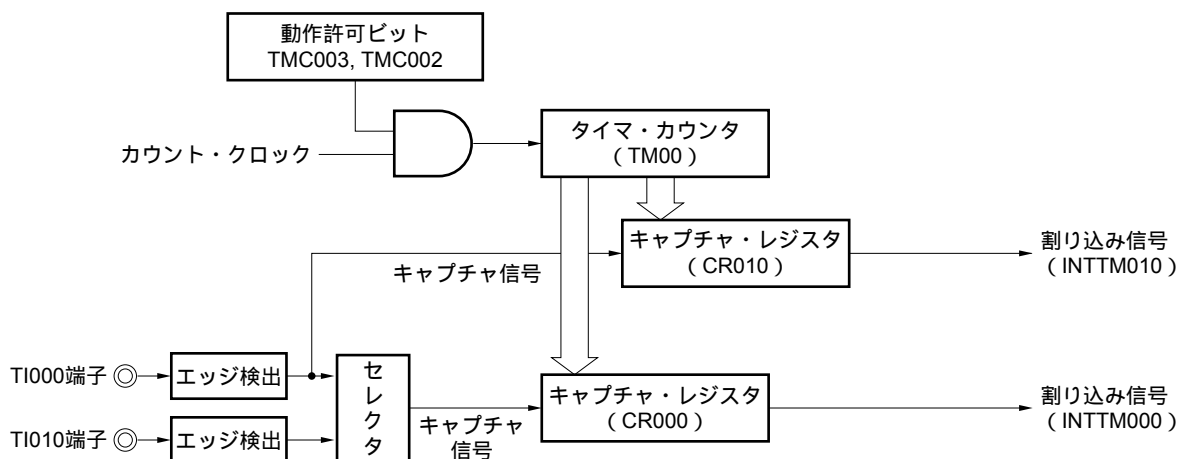 動作許可ビット
TMC003, TMC002
カウント・クロック
タイマ・カウンタ
（TM00）
キャプチャ・レジスタ
（CR010）
割り込み信号
（INTTM010）
キャプチャ信号
TI000端子
エッジ検出
TI010端子
エッジ検出
セレクタ
キャプチャ
信号
キャプチャ・レジスタ
（CR000）
割り込み信号
（INTTM000）